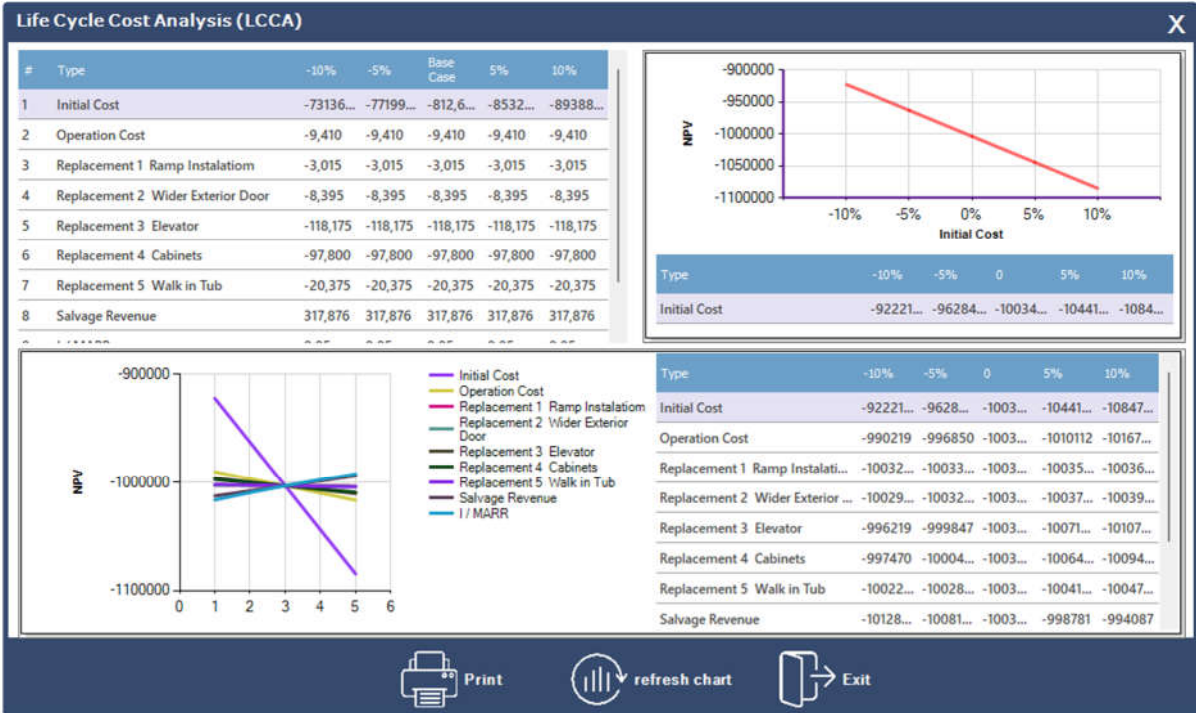 Life Cycle Cost Analysis (LCCA) X
# Type -10% -5% Base Case 5% 10%
1 Initial Cost -73136... -77199... -812,6... -8532... -89388...
2 Operation Cost -9,410 -9,410 -9,410 -9,410 -9,410
3 Replacement 1 Ramp Instalatiom -3,015 -3,015 -3,015 -3,015 -3,015
4 Replacement 2 Wider Exterior Door -8,395 -8,395 -8,395 -8,395 -8,395
5 Replacement 3 Elevator -118,175 -118,175 -118,175 -118,175 -118,175
6 Replacement 4 Cabinets -97,800 -97,800 -97,800 -97,800 -97,800
7 Replacement 5 Walk in Tub -20,375 -20,375 -20,375 -20,375 -20,375
8 Salvage Revenue 317,876 317,876 317,876 317,876 317,876
-900000
-950000
-1000000
-1050000
-1100000
NPV
-10% -5% 0% 5% 10%
Initial Cost
Type -10% -5% 0 5% 10%
Initial Cost -92221... -96284... -10034... -10441... -1084...
-900000
-1000000
-1100000
NPV
0 1 2 3 4 5 6
Initial Cost
Operation Cost
Replacement 1 Ramp Instalatiom
Replacement 2 Wider Exterior
Door
Replacement 3 Elevator
Replacement 4 Cabinets
Replacement 5 Walk in Tub
Salvage Revenue
I / MARR
Type -10% -5% 0 5% 10%
Initial Cost -92221... -9628... -1003... -10441... -10847...
Operation Cost -990219 -996850 -1003... -1010112 -10167...
Replacement 1 Ramp Instalati... -10032... -10033... -1003... -10035... -10036...
Replacement 2 Wider Exterior ... -10029... -10032... -1003... -10037... -10039...
Replacement 3 Elevator -996219 -999847 -1003... -10071... -10107...
Replacement 4 Cabinets -997470 -10004... -1003... -10064... -10094...
Replacement 5 Walk in Tub -10022... -10028... -1003... -10041... -10047...
Salvage Revenue -10128... -10081... -1003... -998781 -994087
Print refresh chart Exit